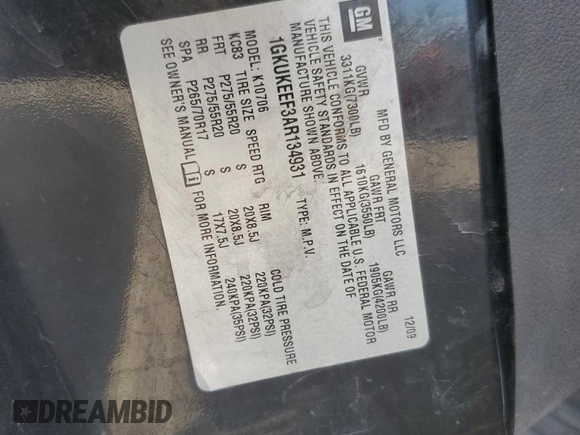 GM
MFD BY GENERAL MOTORS LLC 12/09
GVWR GAWR FRT GAWR RR
3311KG(7300LB) 1610KG(3550LB) 1905KG(4200LB)
THIS VEHICLE CONFORMS TO ALL APPLICABLE U.S. FEDERAL MOTOR
VEHICLE SAFETY STANDARDS IN EFFECT ON THE DATE OF
MANUFACTURE SHOWN ABOVE.
1GKUKEEF3AR134931 TYPE: M.P.V.
MODEL: K10706
KC83 TIRE SIZE SPEED RTG RIM COLD TIRE PRESSURE
FRT P275/55R20 S 20X8.5J 220KPA(32PSI)
RR P275/55R20 S 20X8.5J 220KPA(32PSI)
SPA P265/70R17 S 17X7.5J 240KPA(35PSI)
SEE OWNER'S MANUAL FOR MORE INFORMATION.
DREAMBID